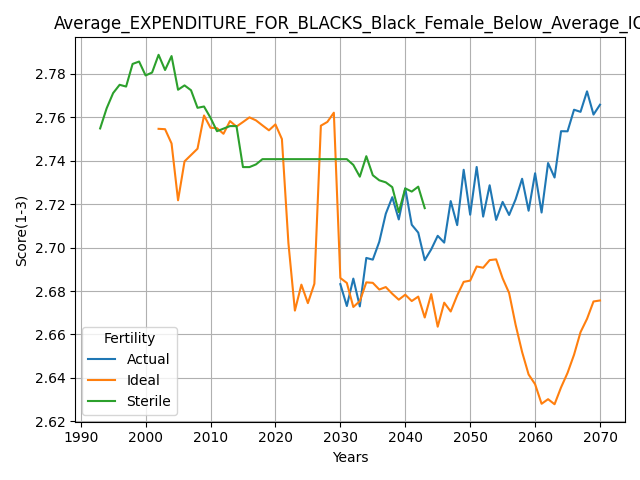 Average_EXPENDITURE_FOR_BLACKS_Black_Female_Below_Average_IC
Score(1-3)
2.78
2.76
2.74
2.72
2.70
2.68
2.66
2.64
2.62
Fertility
Actual
Ideal
Sterile
1990 2000 2010 2020 2030 2040 2050 2060 2070
Years